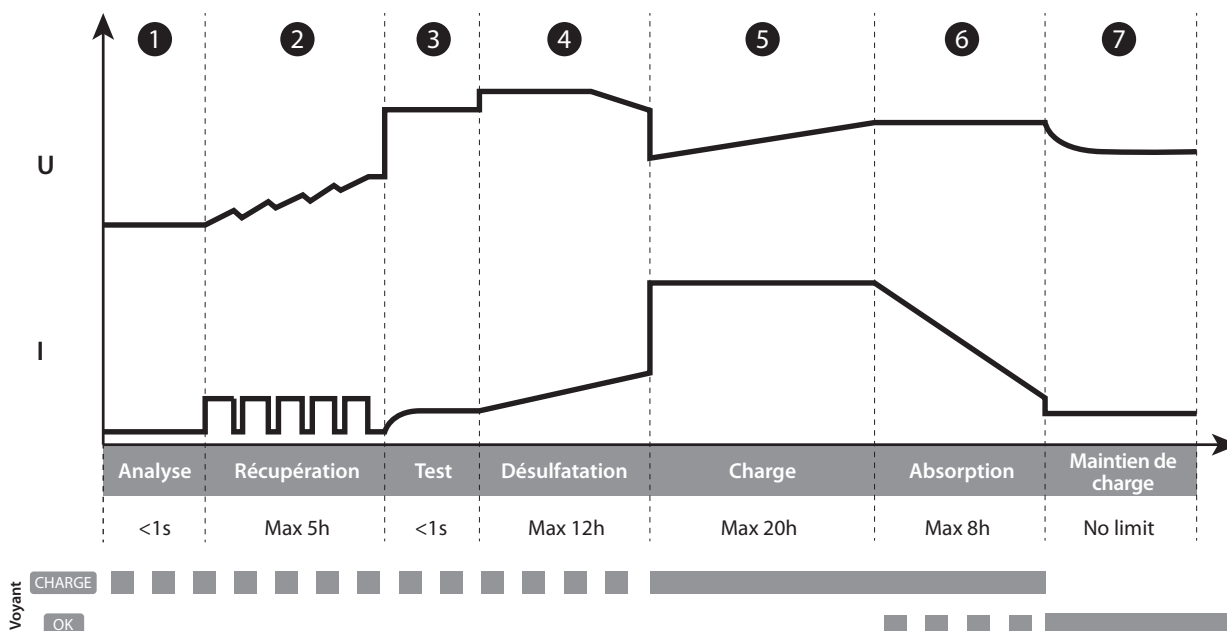 1 2 3 4 5 6 7
U
I
Analyse Récupération Test Désulfatation Charge Absorption Maintien de charge
<1s Max 5h <1s Max 12h Max 20h Max 8h No limit
Voyant
CHARGE
OK